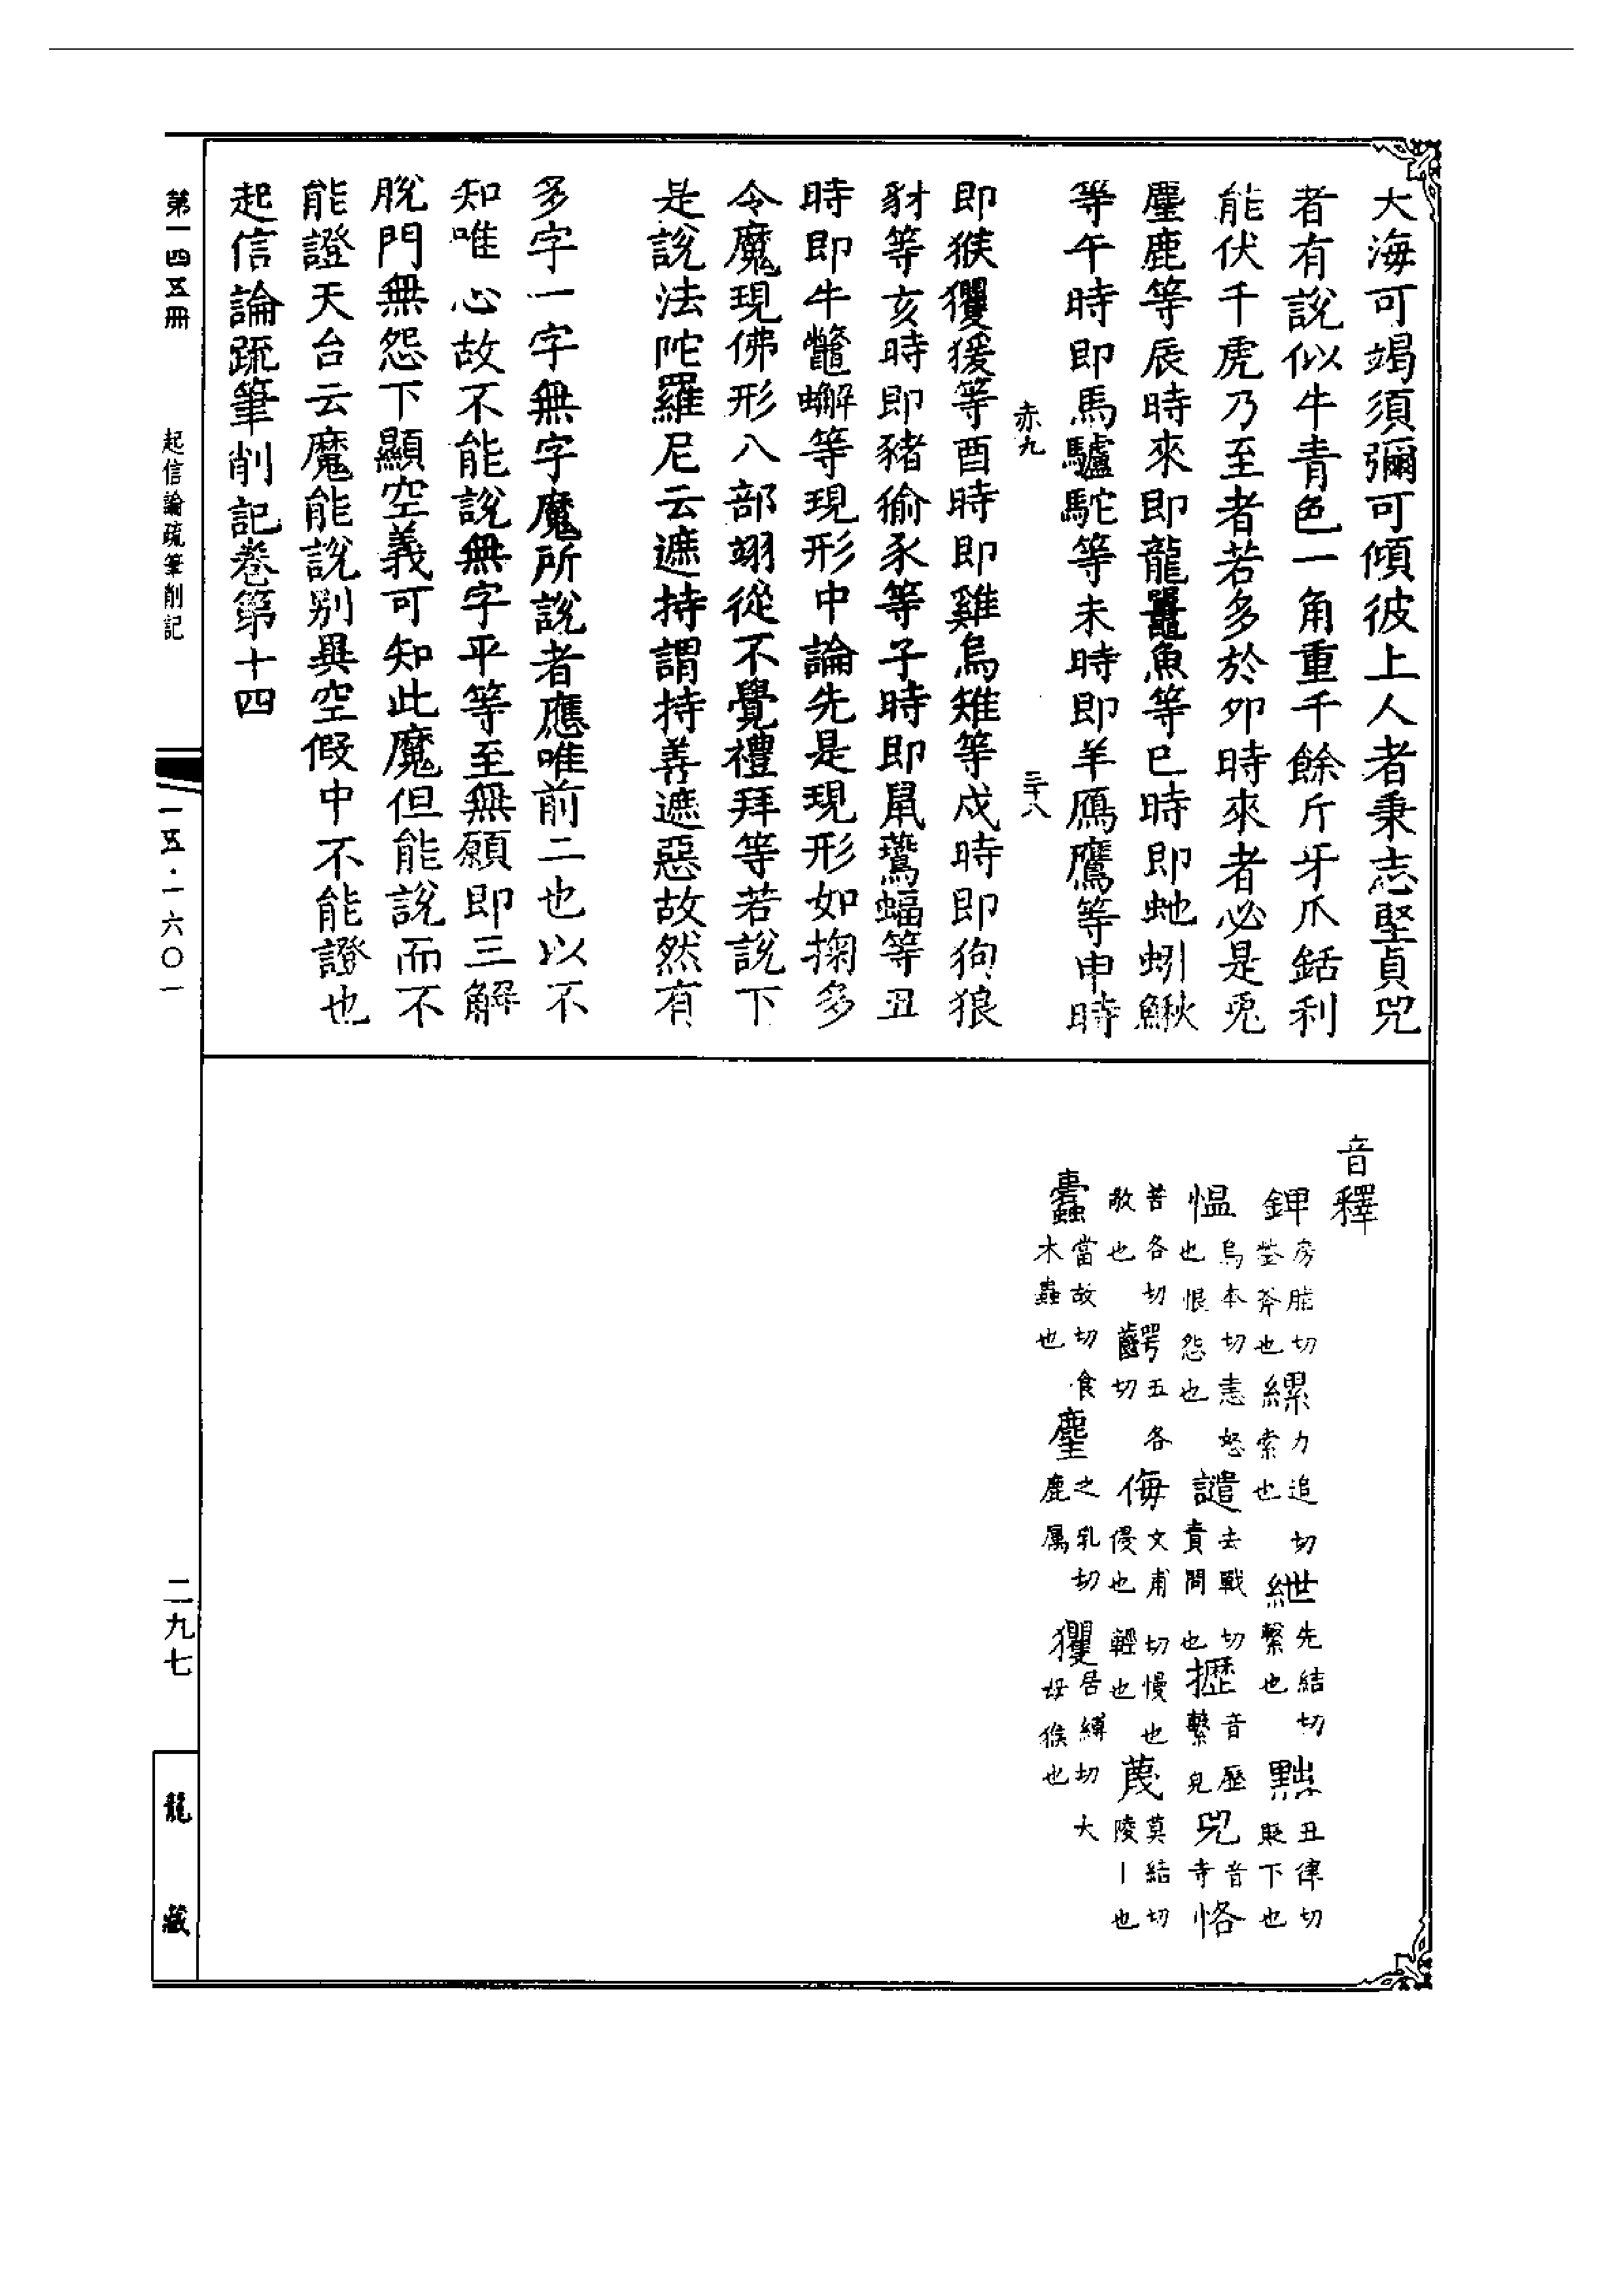 大海可竭須彌可傾彼上人者秉志堅貞兕
者有說似牛青色一角重千餘斤牙爪銛利
能伏千虎乃至者若多於卯時來者必是兎
麈鹿等辰時來即龍鼉魚等巳時即虵蚓鰍
等午時即馬驢駝等未時即羊鴈鷹等申時
赤九
三十八
即猴玃猨等酉時即雞烏雉等戌時即狗狼
豺等亥時即豬㺄豕等子時即鼠鷰蝠等丑
時即牛鼈蠏等現形中論先是現形如掬多
令魔現佛形八部翊從不覺禮拜等若說下
是說法陀羅尼云遮持謂持善遮惡故然有
多字一字無字魔所說者應唯前二也以不
知唯心故不能說無字平等至無願即三解
脫門無怨下顯空義可知此魔但能說而不
能證天台云魔能說別異空假中不能證也
起信論疏筆削記卷第十四
音釋
鉀房脂切錍斧也縲力追切索也紲先結切繫也黜丑律切貶下也
愠烏本切恚怒也恨怨也譴去戰切責問也攊音歷繫皃兕音寺恪
苦各切敬也齶五各切侮文甫切慢也侵也輕也蔑莫結切陵丨也
蠹當故切食木蟲也麈之乳切鹿属玃居縛切大母猴也
第一四五冊
起信論疏筆削記
一五·一六〇一
二九七
龍藏